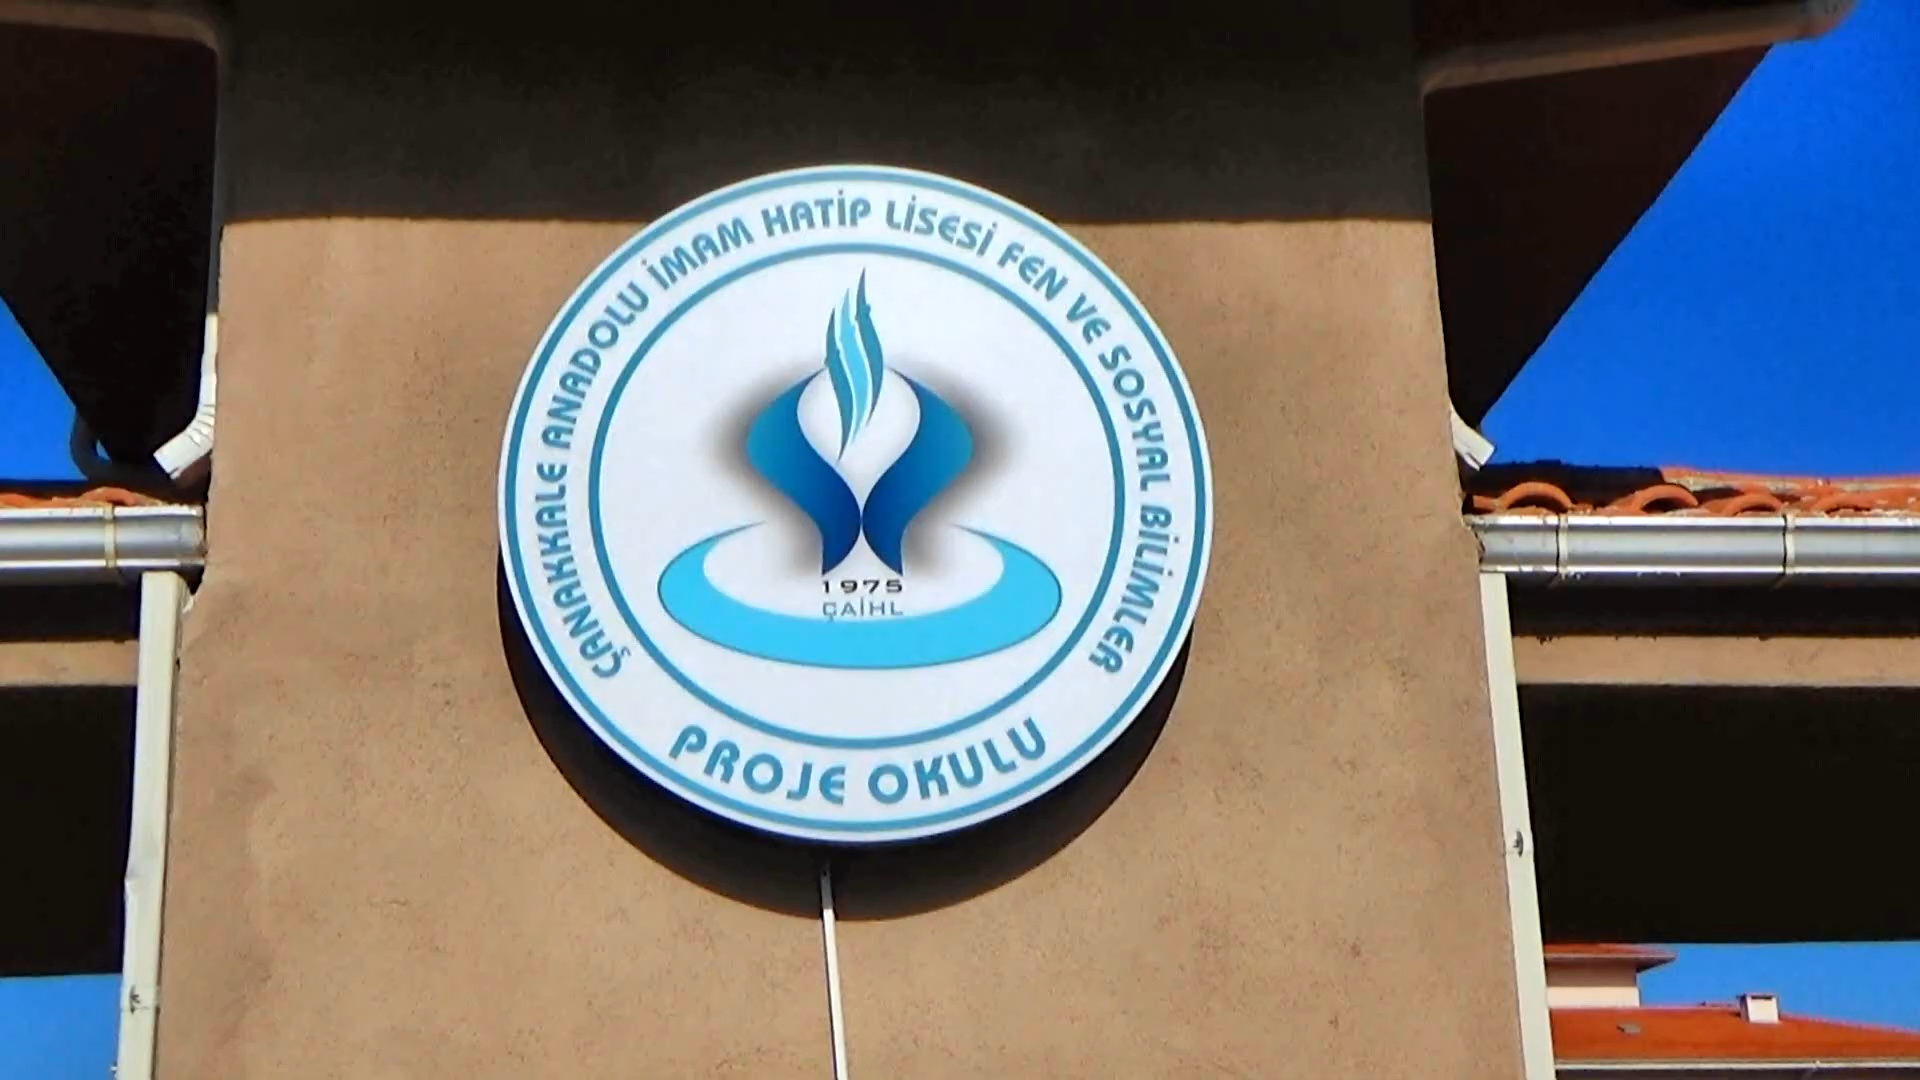 ÇANAKKALE ANADOLU İMAM HATİP LİSESİ FEN VE SOSYAL BİLİMLER
1975
ÇAİHL
PROJE OKULU